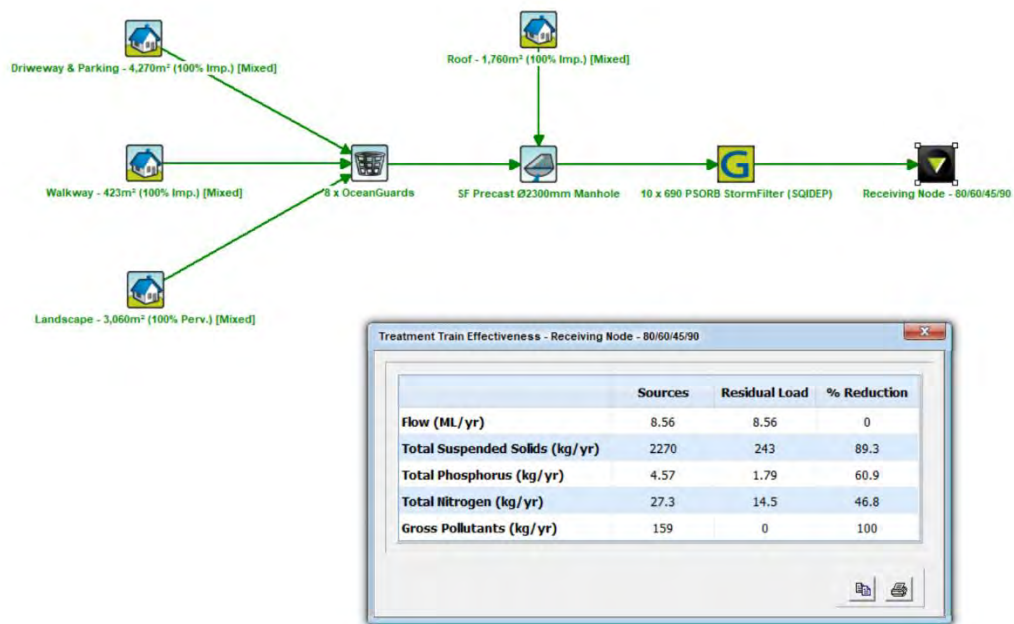 Driweway & Parking - 4,270m² (100% Imp.) [Mixed]
Roof - 1,760m² (100% Imp.) [Mixed]
Walkway - 423m² (100% Imp.) [Mixed]
8 x OceanGuards
SF Precast Ø2300mm Manhole
G
10 x 690 PSORB StormFilter (SQIDEP)
Receiving Node - 80/60/45/90
Landscape - 3,060m² (100% Perv.) [Mixed]
Treatment Train Effectiveness - Receiving Node - 80/60/45/90
Sources Residual Load % Reduction
Flow (ML/yr) 8.56 8.56 0
Total Suspended Solids (kg/yr) 2270 243 89.3
Total Phosphorus (kg/yr) 4.57 1.79 60.9
Total Nitrogen (kg/yr) 27.3 14.5 46.8
Gross Pollutants (kg/yr) 159 0 100